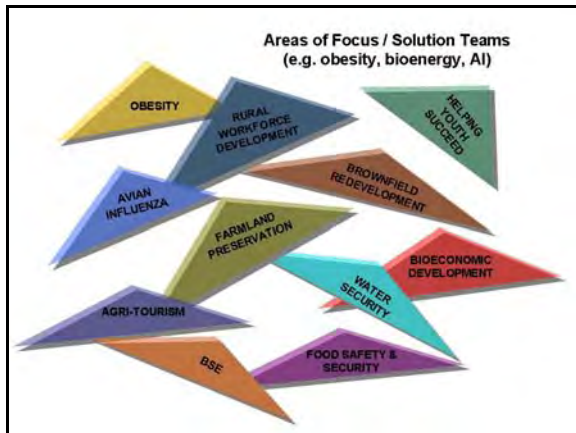 Areas of Focus / Solution Teams
(e.g. obesity, bioenergy, AI)
OBESITY
RURAL
WORKFORCE
DEVELOPMENT
HELPING
YOUTH
SUCCEED
AVIAN
INFLUENZA
BROWNFIELD
REDEVELOPMENT
FARMLAND
PRESERVATION
BIOECONOMIC
DEVELOPMENT
WATER
SECURITY
AGRI-TOURISM
BSE
FOOD SAFETY &
SECURITY